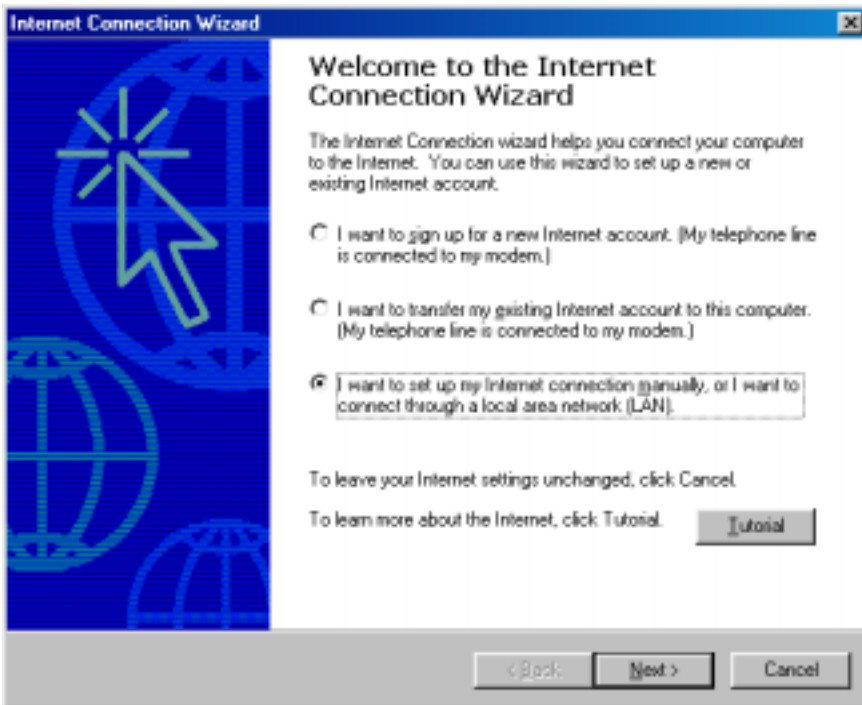 Internet Connection Wizard
Welcome to the Internet
Connection Wizard
The Internet Connection wizard helps you connect your computer
to the Internet. You can use this wizard to set up a new or
existing Internet account.
I want to sign up for a new Internet account. (My telephone line
is connected to my modem.)
I want to transfer my existing Internet account to this computer.
(My telephone line is connected to my modem.)
I want to set up my Internet connection manually, or I want to
connect through a local area network (LAN).
To leave your Internet settings unchanged, click Cancel.
To learn more about the Internet, click Tutorial.
Tutorial
< Back
Next >
Cancel